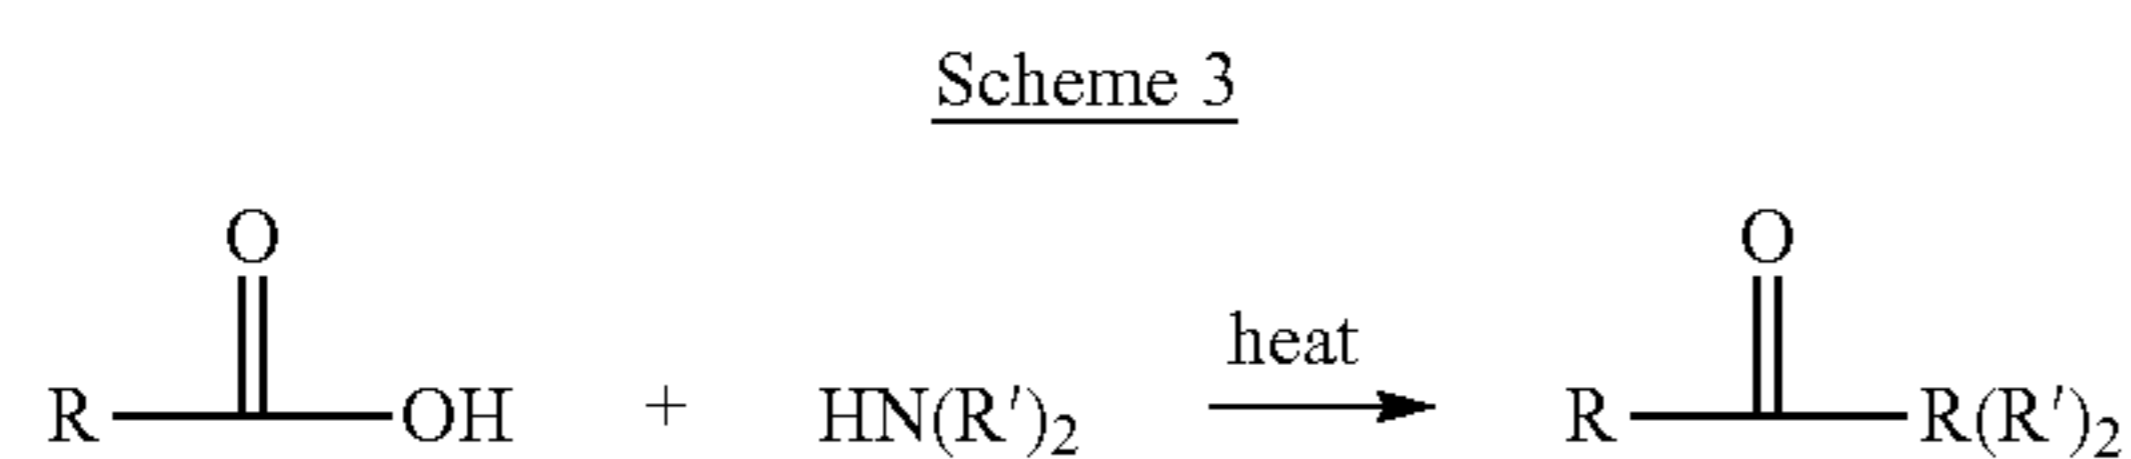 Scheme 3
O
O
heat
R
OH
+
HN(R′)₂
R
R(R′)₂